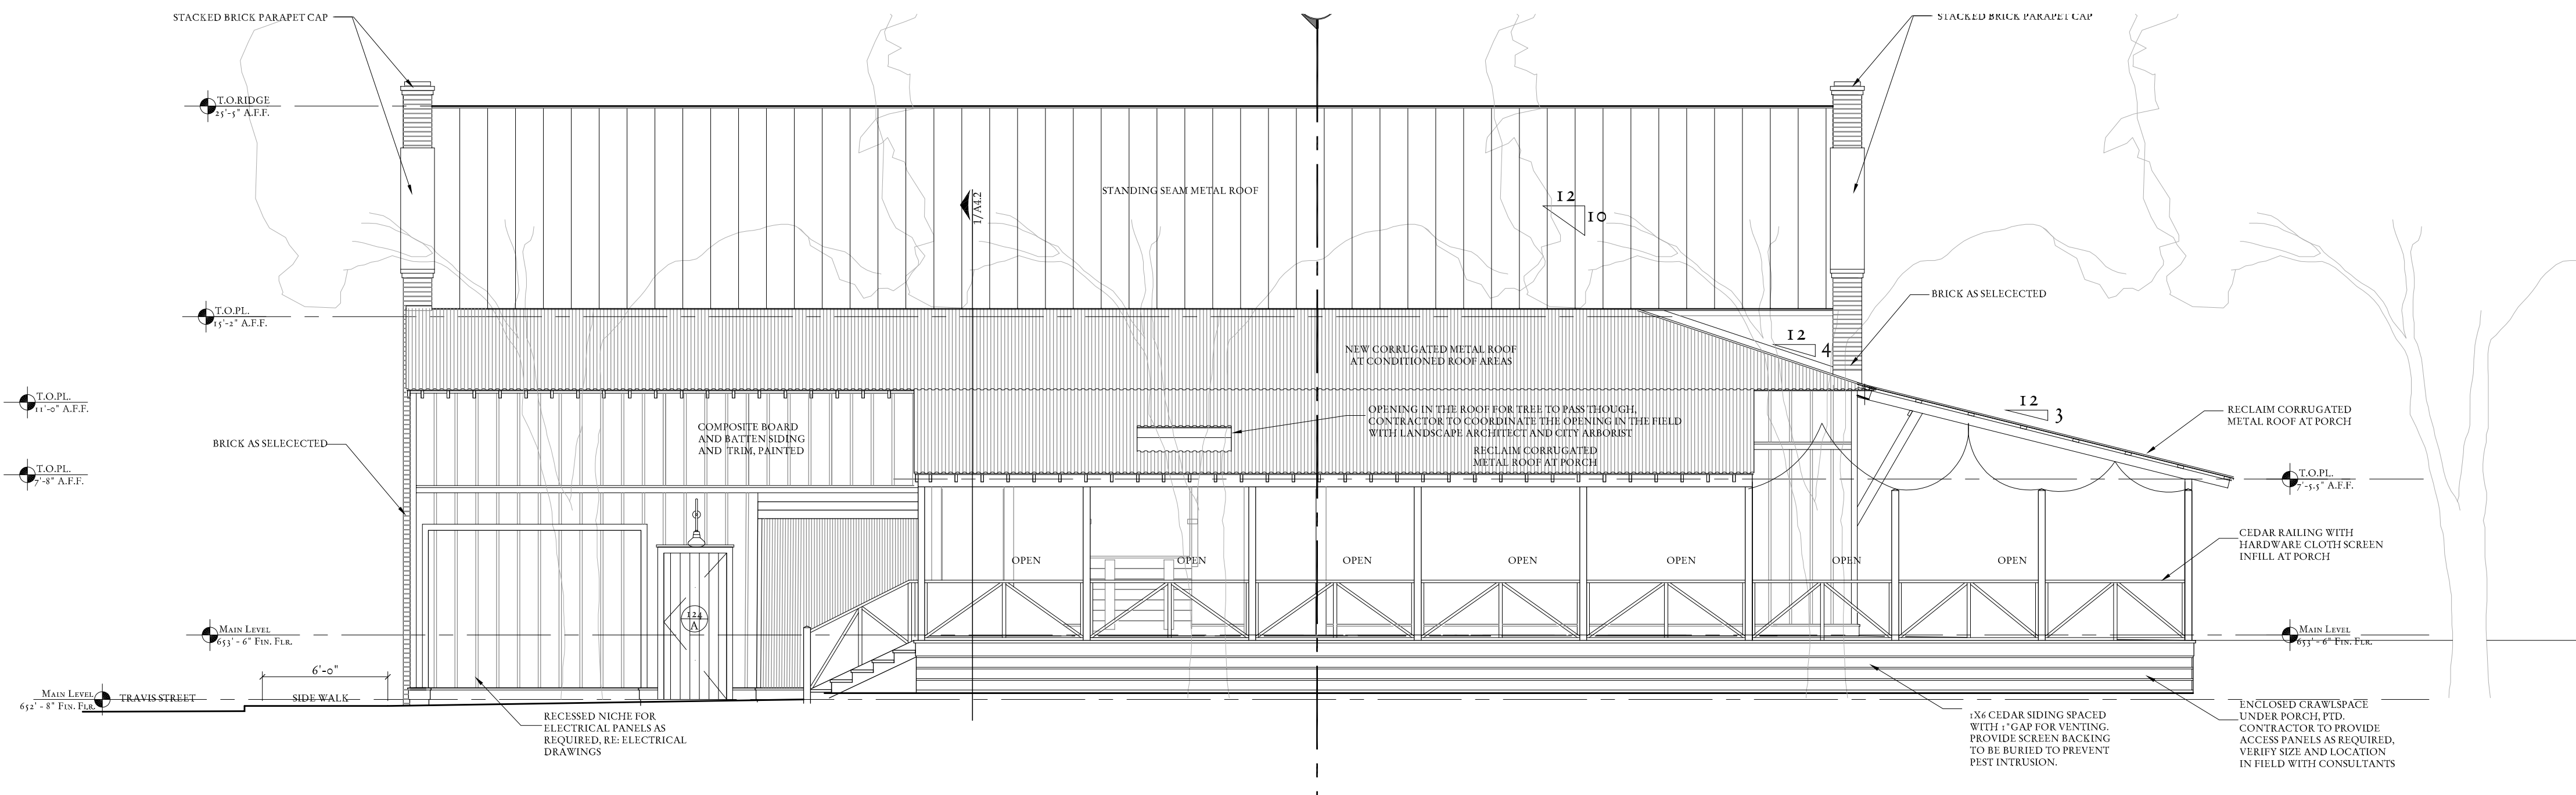 STACKED BRICK PARAPET CAP
STACKED BRICK PARAPET CAP
T.O.RIDGE
25'-5" A.F.F.
STANDING SEAM METAL ROOF
1/A4.2
12
10
T.O.PL.
15'-2" A.F.F.
BRICK AS SELECECTED
12
4
NEW CORRUGATED METAL ROOF
AT CONDITIONED ROOF AREAS
T.O.PL.
11'-0" A.F.F.
12
3
RECLAIM CORRUGATED
METAL ROOF AT PORCH
OPENING IN THE ROOF FOR TREE TO PASS THOUGH,
CONTRACTOR TO COORDINATE THE OPENING IN THE FIELD
WITH LANDSCAPE ARCHITECT AND CITY ARBORIST
COMPOSITE BOARD
AND BATTEN SIDING
AND TRIM, PAINTED
BRICK AS SELECECTED
RECLAIM CORRUGATED
METAL ROOF AT PORCH
T.O.PL.
7'-8" A.F.F.
T.O.PL.
7'-5.5" A.F.F.
CEDAR RAILING WITH
HARDWARE CLOTH SCREEN
INFILL AT PORCH
OPEN
OPEN
OPEN
OPEN
OPEN
OPEN
OPEN
124
A
Main Level
653' - 6" Fin. Flr.
Main Level
653' - 6" Fin. Flr.
6'-0"
Main Level
652' - 8" Fin. Flr.
TRAVIS STREET
SIDE WALK
RECESSED NICHE FOR
ELECTRICAL PANELS AS
REQUIRED, RE: ELECTRICAL
DRAWINGS
1X6 CEDAR SIDING SPACED
WITH 1"GAP FOR VENTING.
PROVIDE SCREEN BACKING
TO BE BURIED TO PREVENT
PEST INTRUSION.
ENCLOSED CRAWLSPACE
UNDER PORCH, PTD.
CONTRACTOR TO PROVIDE
ACCESS PANELS AS REQUIRED,
VERIFY SIZE AND LOCATION
IN FIELD WITH CONSULTANTS